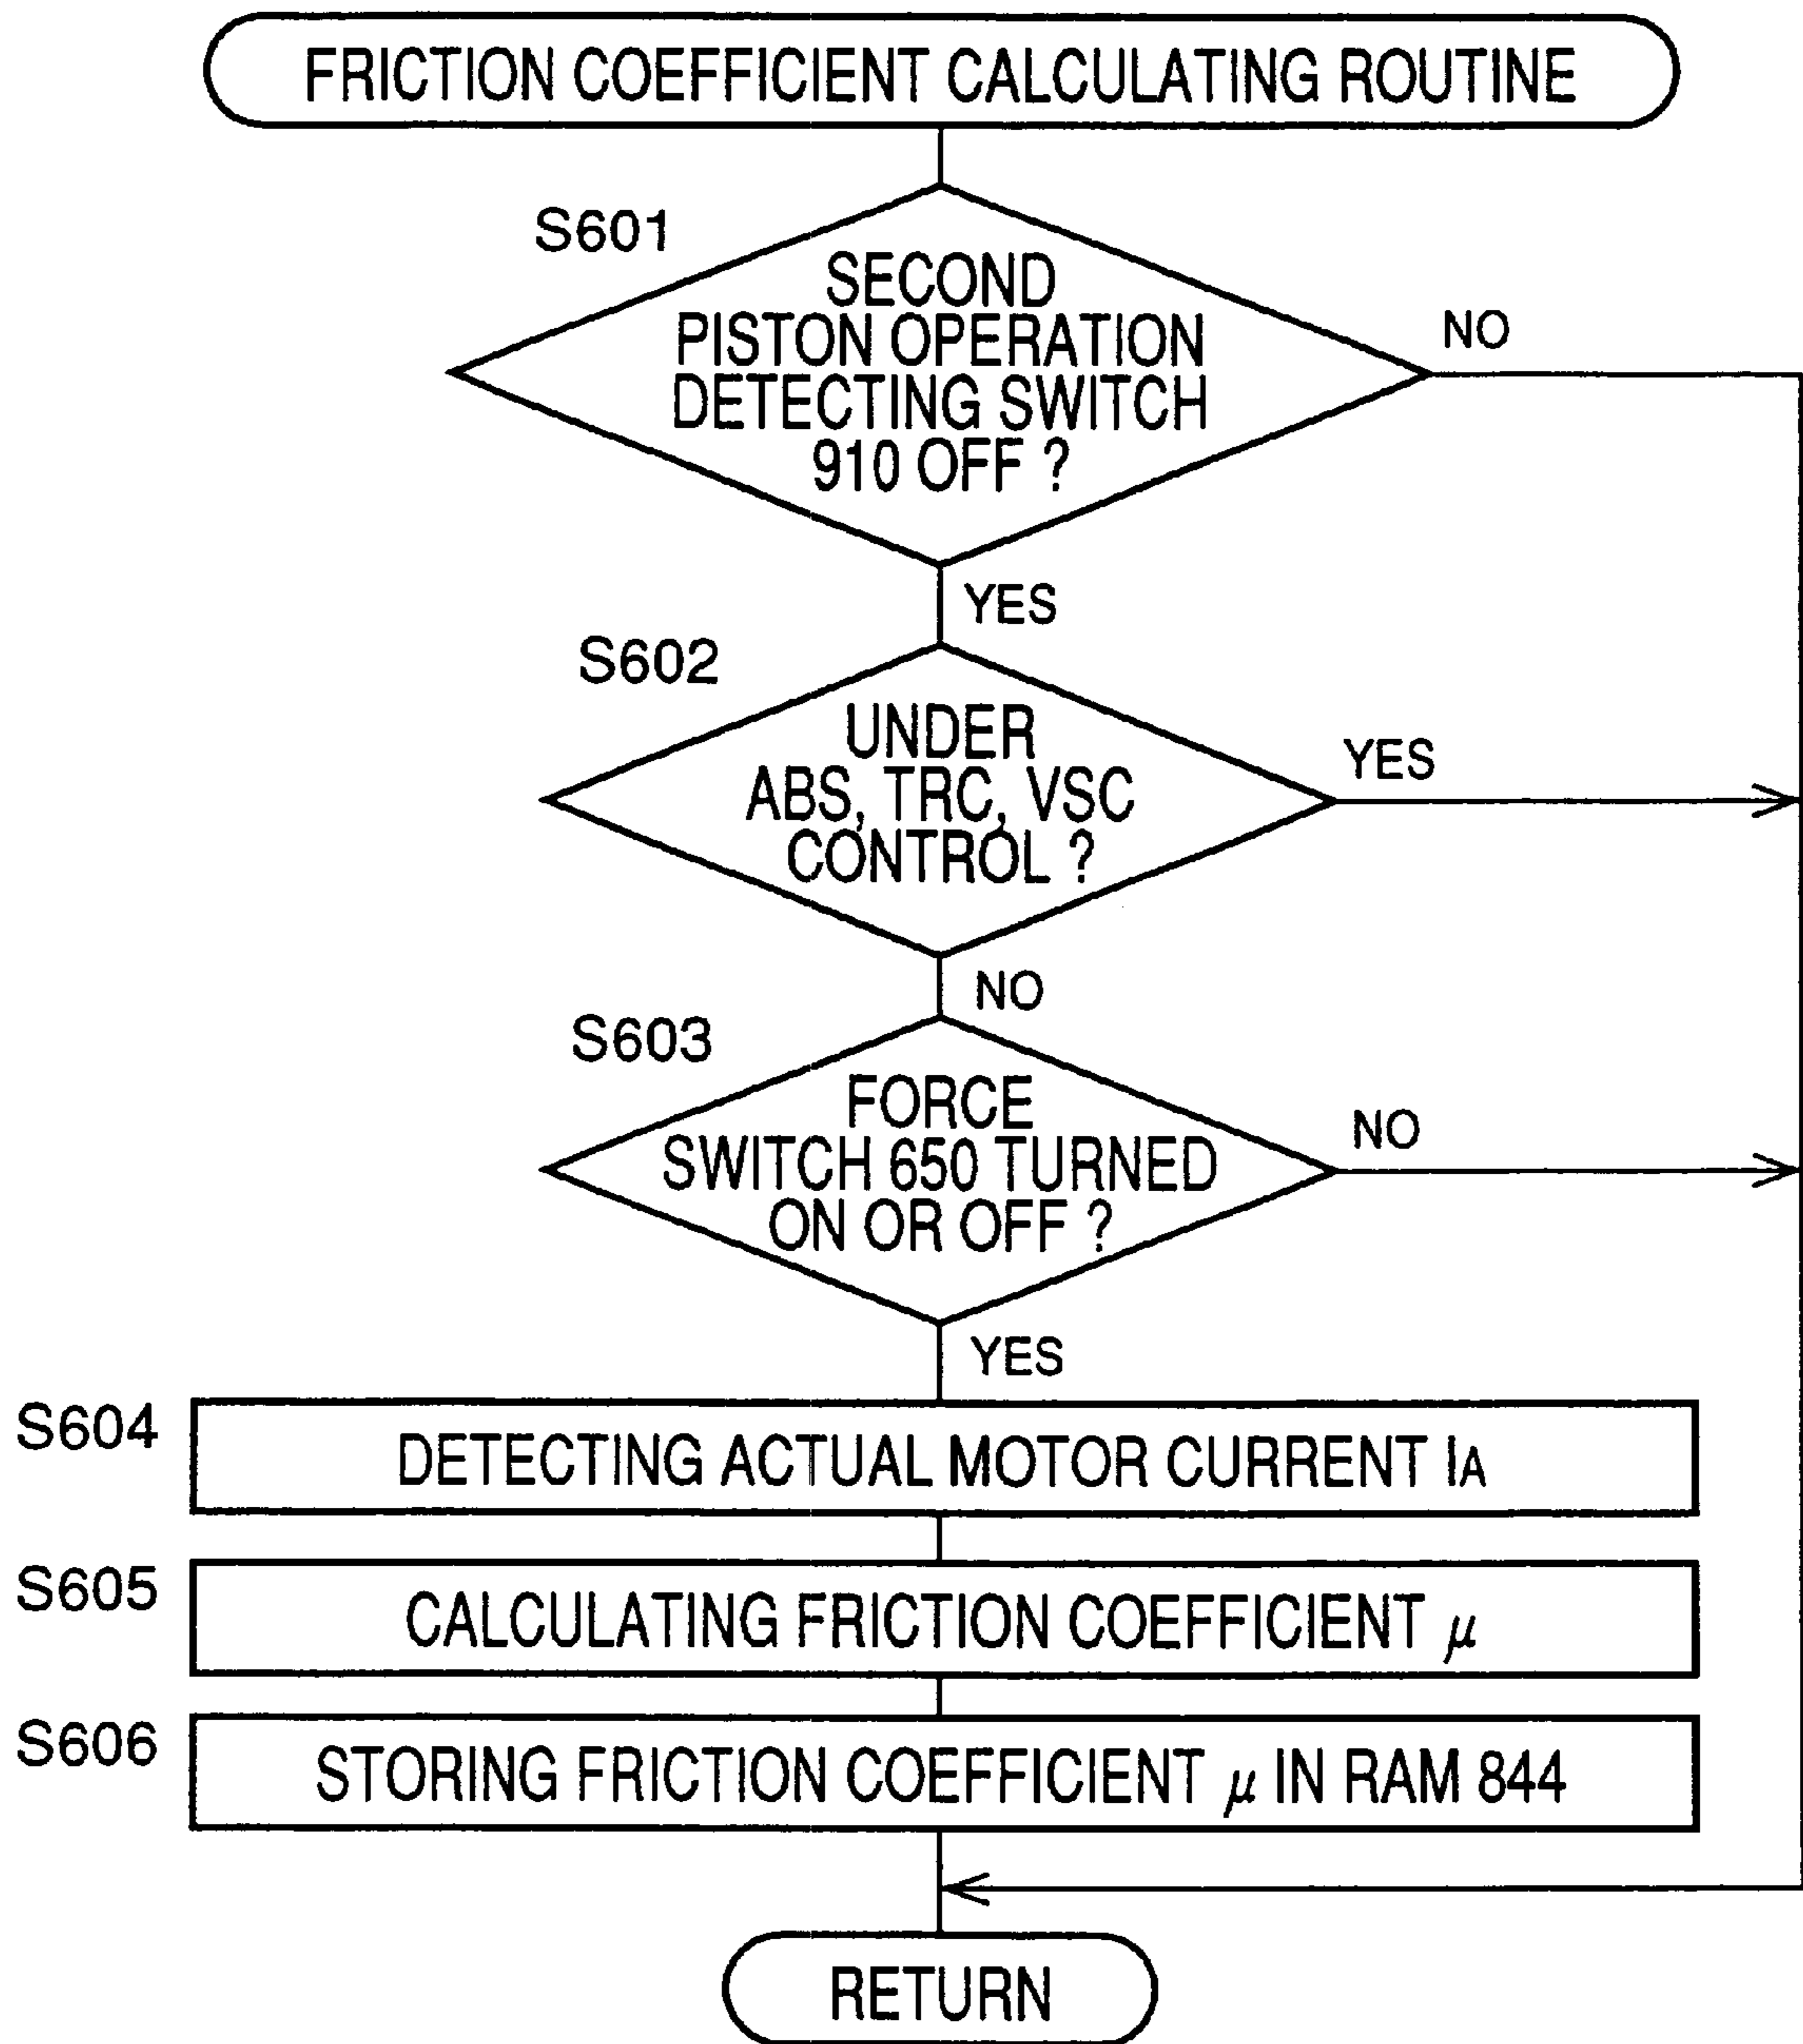 FRICTION COEFFICIENT CALCULATING ROUTINE
S601
SECOND
PISTON OPERATION
DETECTING SWITCH
910 OFF ?
NO
YES
S602
UNDER
ABS, TRC, VSC
CONTROL ?
YES
NO
S603
FORCE
SWITCH 650 TURNED
ON OR OFF ?
NO
YES
S604
DETECTING ACTUAL MOTOR CURRENT IA
S605
CALCULATING FRICTION COEFFICIENT μ
S606
STORING FRICTION COEFFICIENT μ IN RAM 844
RETURN